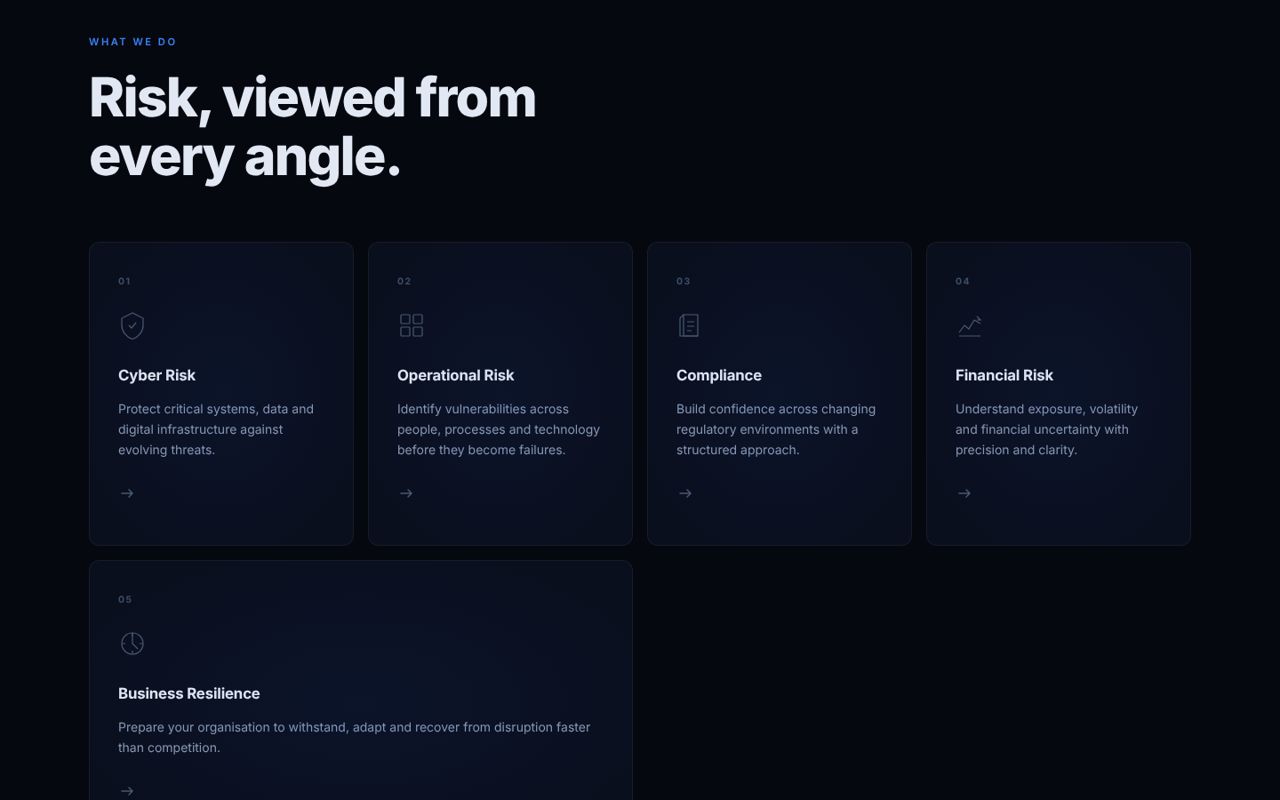 WHAT WE DO
Risk, viewed from
every angle.
01
Cyber Risk
Protect critical systems, data and
digital infrastructure against
evolving threats.
02
Operational Risk
Identify vulnerabilities across
people, processes and technology
before they become failures.
03
Compliance
Build confidence across changing
regulatory environments with a
structured approach.
04
Financial Risk
Understand exposure, volatility
and financial uncertainty with
precision and clarity.
05
Business Resilience
Prepare your organisation to withstand, adapt and recover from disruption faster
than competition.